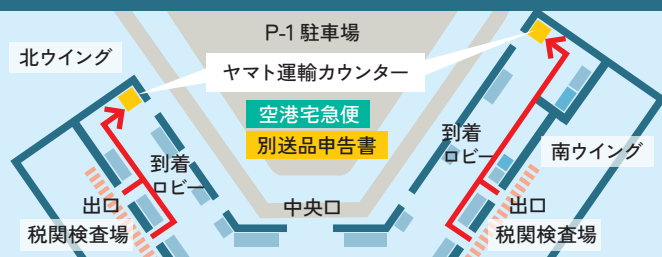 P-1 駐車場
北ウイング
ヤマト運輸カウンター
空港宅急便
別送品申告書
到着
ロビー
到着
ロビー
南ウイング
出口
中央口
出口
税関検査場
税関検査場